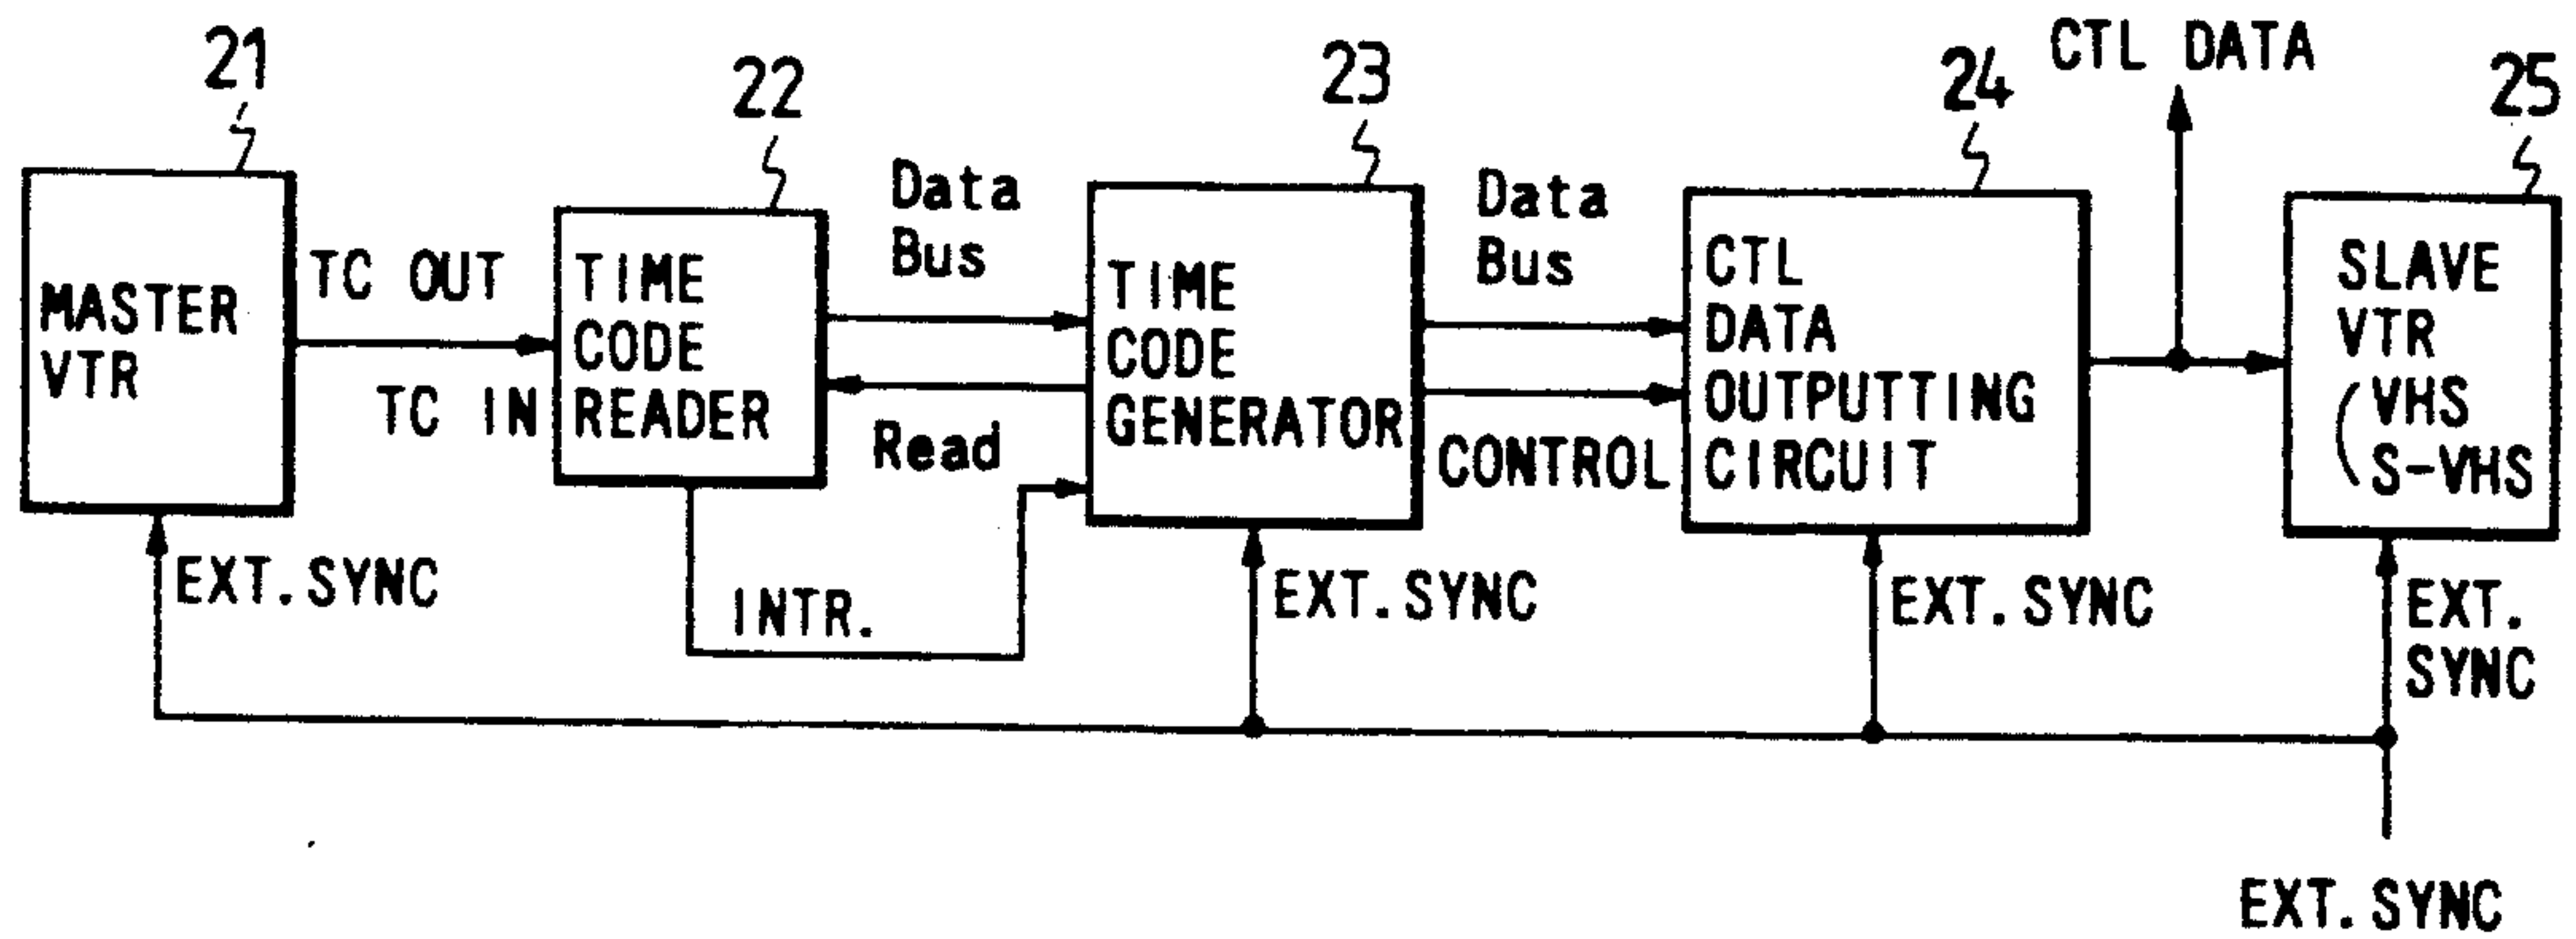 21
22
23
24
CTL DATA
25
MASTER
VTR
TC OUT
TC IN
TIME
CODE
READER
Data
Bus
Read
INTR.
TIME
CODE
GENERATOR
Data
Bus
CONTROL
CTL
DATA
OUTPUTTING
CIRCUIT
SLAVE
VTR
(VHS
S-VHS
EXT.SYNC
EXT.SYNC
EXT.SYNC
EXT.
SYNC
EXT.SYNC